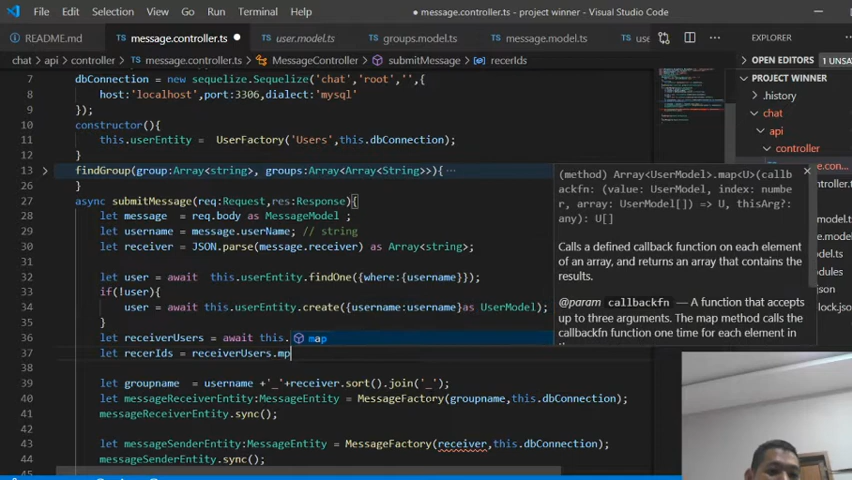 File Edit Selection View Go Run Terminal Help
● message.controller.ts - project winner - Visual Studio Code
README.md message.controller.ts ● user.model.ts groups.model.ts message.model.ts use
EXPLORER
chat > api > controller > message.controller.ts > MessageController > submitMessage > recerIds
OPEN EDITORS 1 UNSA
PROJECT WINNER
.history
chat
api
controller
7 dbConnection = new sequelize.Sequelize('chat','root','',{
8 host:'localhost',port:3306,dialect:'mysql'
9 });
10 constructor(){
11 this.userEntity = UserFactory('Users',this.dbConnection);
12 }
13 findGroup(group:Array<string>, groups:Array<Array<String>>){ ···
26 }
27 async submitMessage(req:Request,res:Response){
28 let message = req.body as MessageModel ;
29 let username = message.userName; // string
30 let receiver = JSON.parse(message.receiver) as Array<string>;
31
32 let user = await this.userEntity.findOne({where:{username}});
33 if(!user){
34 user = await this.userEntity.create({username:username}as UserModel);
35 }
36 let receiverUsers = await this.
37 let recerIds = receiverUsers.mp
38
39 let groupname = username +'_'+receiver.sort().join('_');
40 let messageReceiverEntity:MessageEntity = MessageFactory(groupname,this.dbConnection);
41 messageReceiverEntity.sync();
42
43 let messageSenderEntity:MessageEntity = MessageFactory(receiver,this.dbConnection);
44 messageSenderEntity.sync();
45
map
(method) Array<UserModel>.map<U>(callb
ackfn: (value: UserModel, index: numbe
r, array: UserModel[]) => U, thisArg?:
any): U[]
Calls a defined callback function on each element
of an array, and returns an array that contains the
results.
@param callbackfn — A function that accepts
up to three arguments. The map method calls the
callbackfn function one time for each element in
e.con
model.ts
s
odules
es